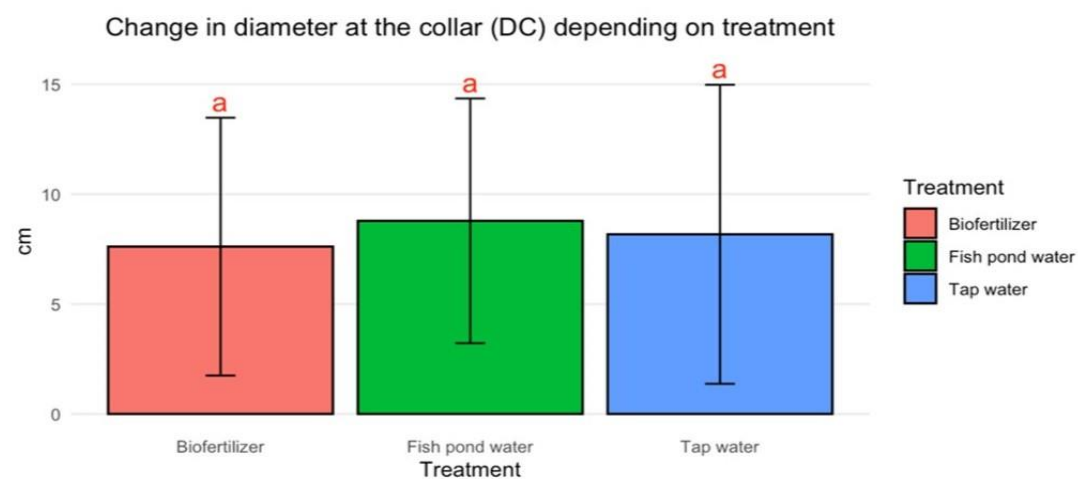 Change in diameter at the collar (DC) depending on treatment
15
10
5
0
cm
a
a
a
Biofertilizer
Fish pond water
Tap water
Treatment
Treatment
Biofertilizer
Fish pond water
Tap water